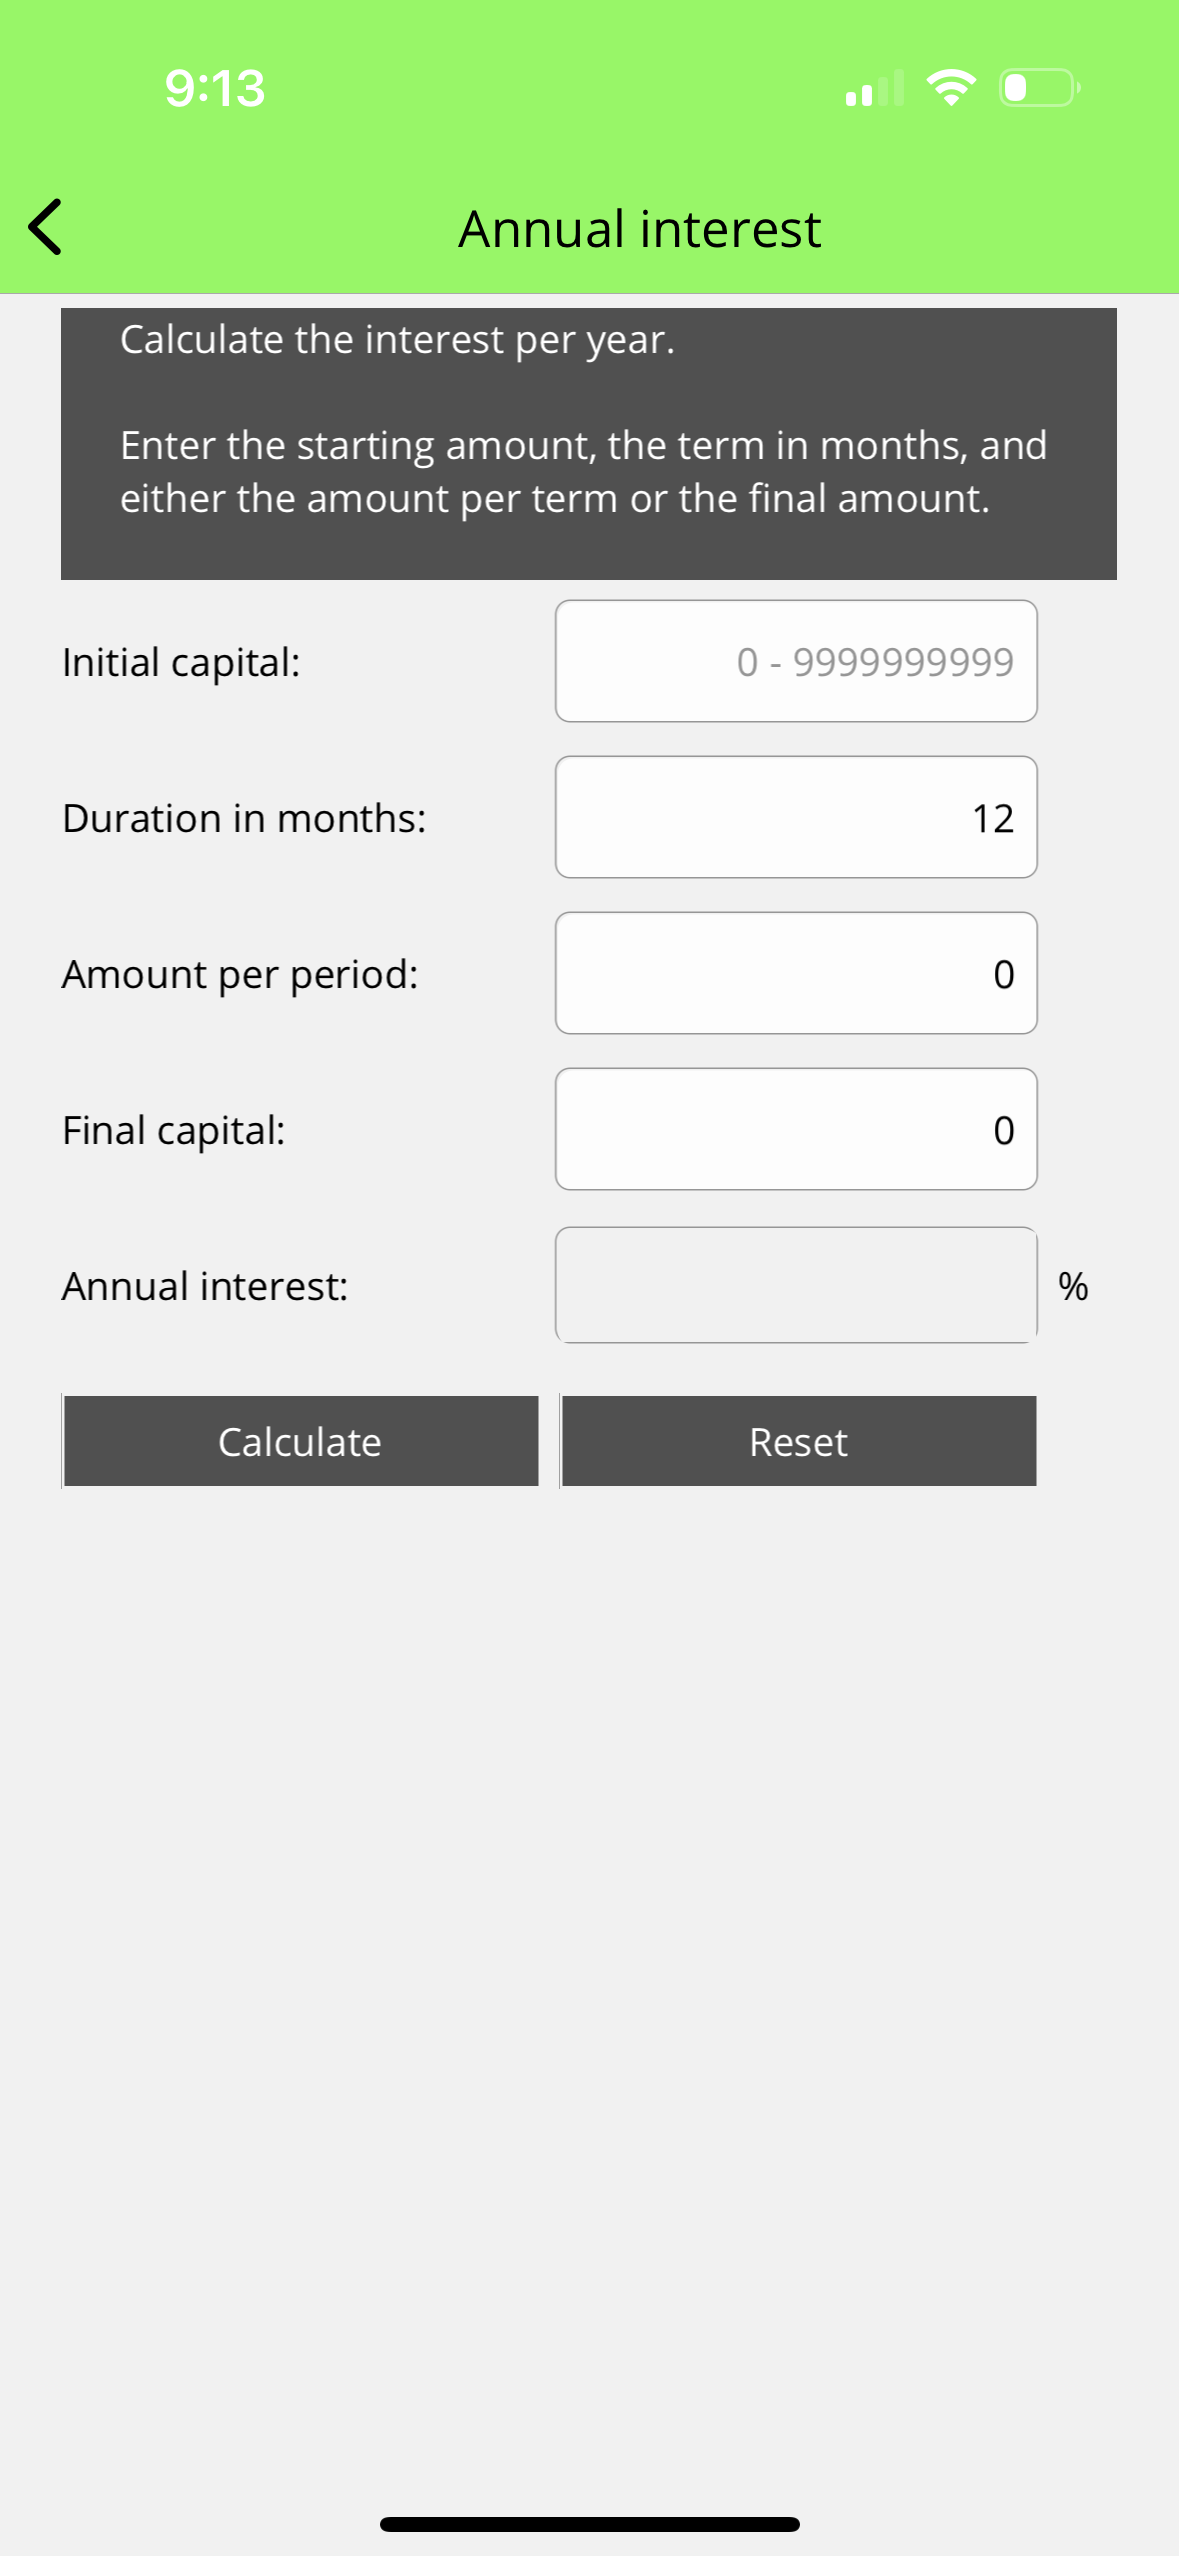 9:13
Annual interest
Calculate the interest per year.
Enter the starting amount, the term in months, and
either the amount per term or the final amount.
Initial capital: 0 - 9999999999
Duration in months: 12
Amount per period: 0
Final capital: 0
Annual interest: %
Calculate Reset